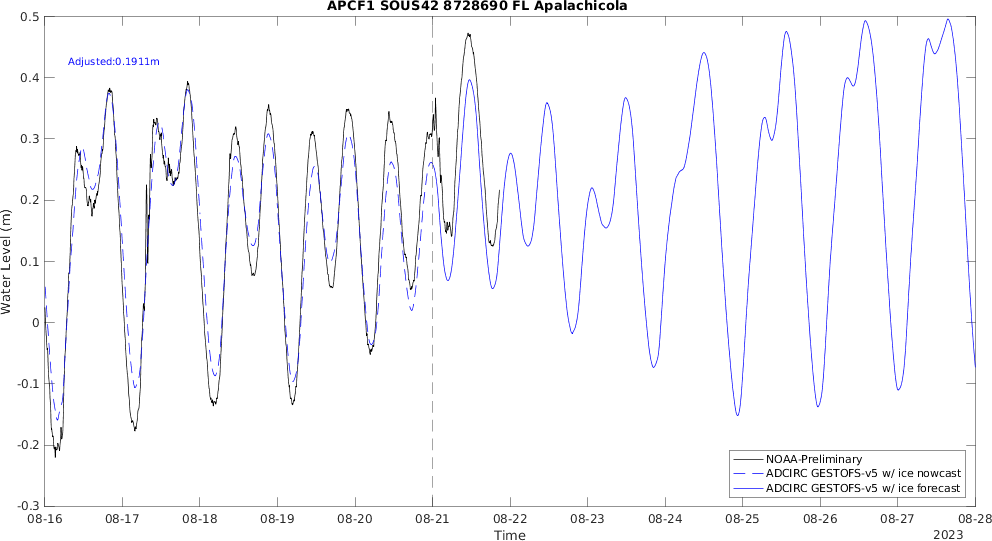 APCF1 SOUS42 8728690 FL Apalachicola
Adjusted:0.1911m
0.5
0.4
0.3
0.2
0.1
0
-0.1
-0.2
-0.3
Water Level (m)
NOAA-Preliminary
ADCIRC GESTOFS-v5 w/ ice nowcast
ADCIRC GESTOFS-v5 w/ ice forecast
08-16 08-17 08-18 08-19 08-20 08-21 08-22 08-23 08-24 08-25 08-26 08-27 08-28
Time
2023